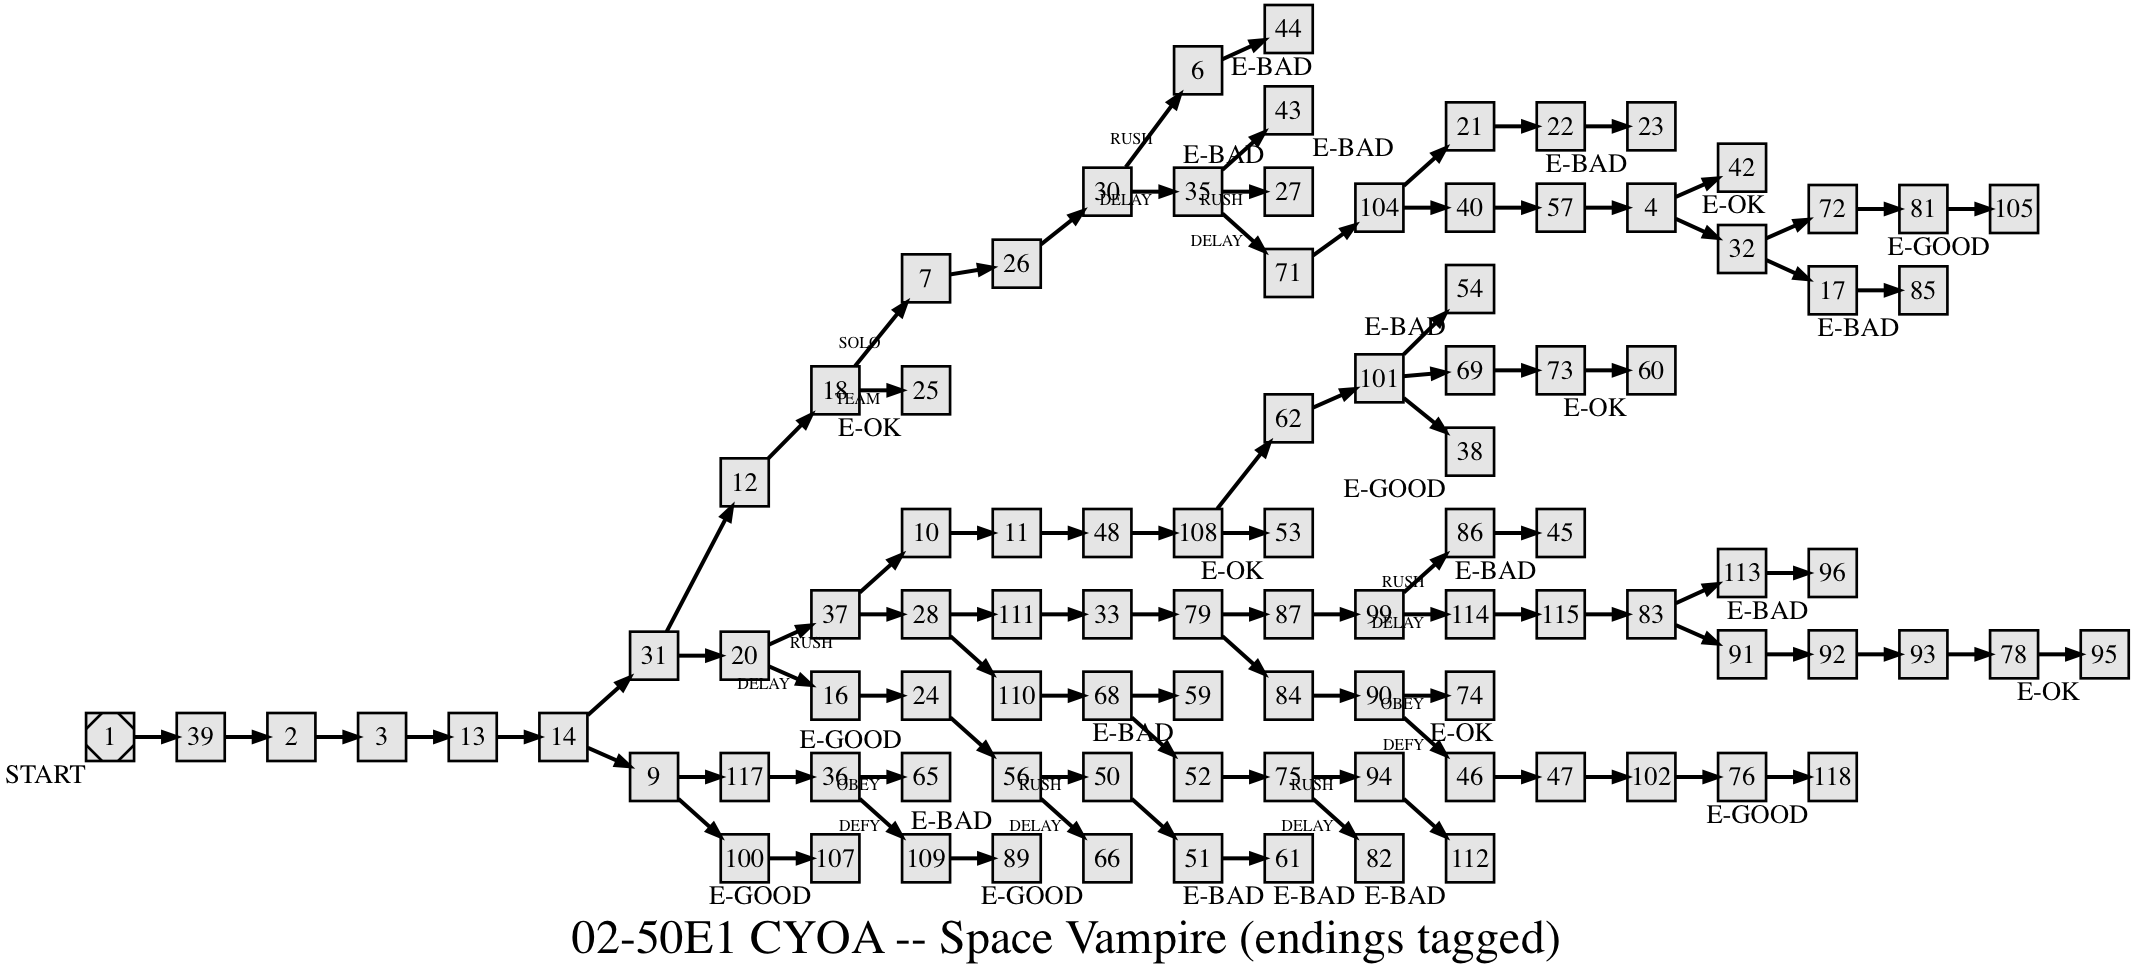 44
6
E-BAD
43
RUSH
21 22 23
E-BAD E-BAD
E-BAD
42
30 35 27
DELAY RUSH
104 40 57 4
E-OK
72 81 105
DELAY
32
E-GOOD
7 26
71
54
17 85
E-BAD
E-BAD
SOLO
18 25
TEAM
101 69 73 60
E-OK
E-OK
62
38
12
E-GOOD
10 11 48 108 53
86 45
E-OK
E-BAD
113 96
RUSH
37 28 111 33 79 87 99 114 115 83
DELAY
E-BAD
RUSH
31 20
91 92 93 78 95
DELAY
E-OK
16 24 110 68 59 84 90 74
OBEY
START
1 39 2 3 13 14
E-GOOD E-BAD E-OK
DEFY
9 117 36 65 56 50 52 75 94 46 47 102 76 118
OBEY RUSH RUSH
E-GOOD
DEFY E-BAD DELAY DELAY
100 107 109 89 66 51 61 82 112
E-GOOD E-GOOD E-BAD E-BAD E-BAD
02-50E1 CYOA -- Space Vampire (endings tagged)